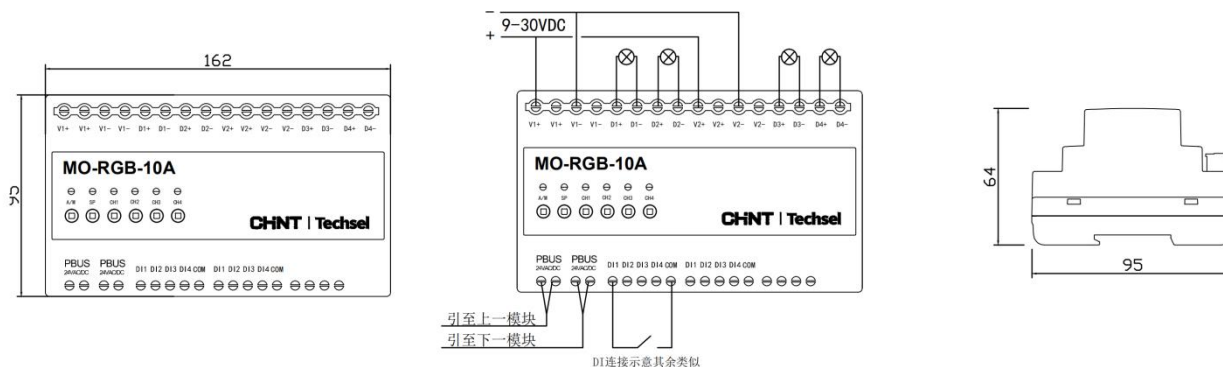 162
V1+ V1+ V1- V1- D1+ D1- D2+ D2- V2+ V2+ V2- V2- D3+ D3- D4+ D4-
MO-RGB-10A
A/M SP CH1 CH2 CH3 CH4
CHNT | Techsel
PBUS PBUS
24VAC/DC 24VAC/DC
DI1 DI2 DI3 DI4 COM DI1 DI2 DI3 DI4 COM
95
-
+ 9-30VDC
V1+ V1+ V1- V1- D1+ D1- D2+ D2- V2+ V2+ V2- V2- D3+ D3- D4+ D4-
MO-RGB-10A
A/M SP CH1 CH2 CH3 CH4
CHNT | Techsel
PBUS PBUS
24VAC/DC 24VAC/DC
DI1 DI2 DI3 DI4 COM DI1 DI2 DI3 DI4 COM
引至上一模块
引至下一模块
DI连接示意其余类似
64
95